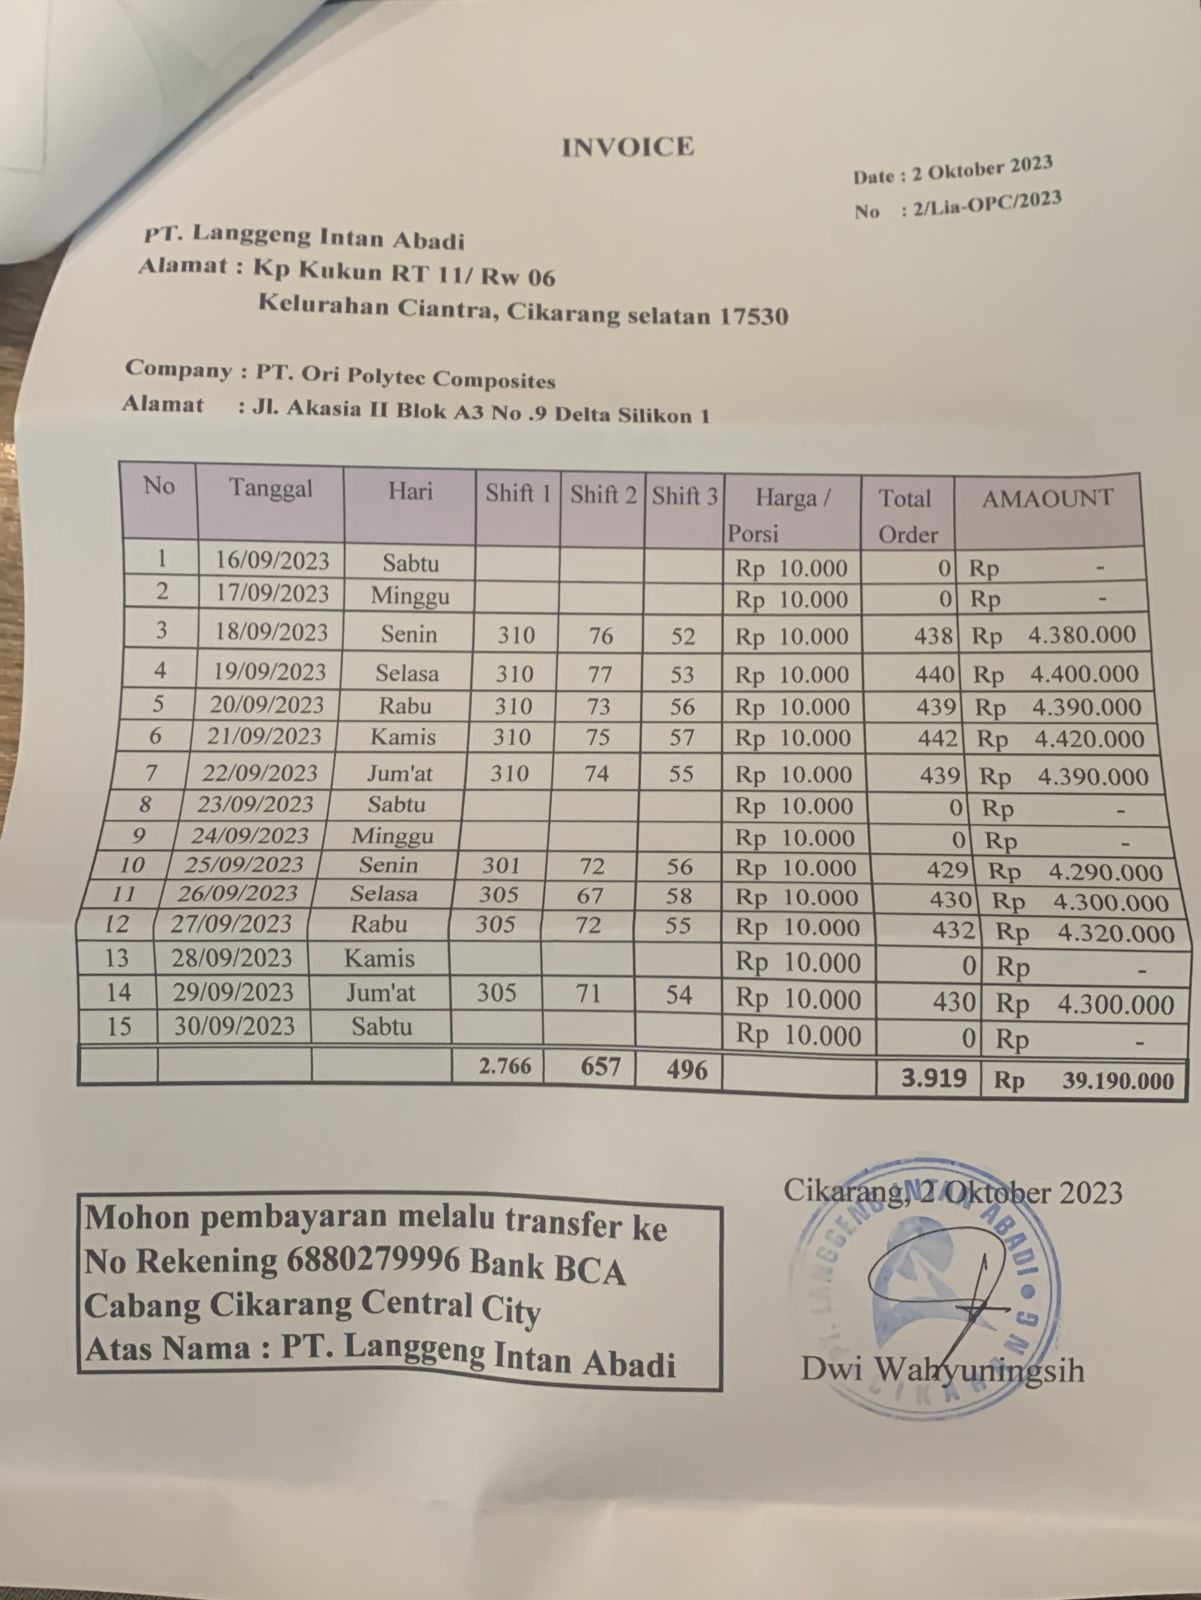 INVOICE
Date : 2 Oktober 2023
No : 2/Lia-OPC/2023
PT. Langgeng Intan Abadi
Alamat : Kp Kukun RT 11/ Rw 06
Kelurahan Ciantra, Cikarang selatan 17530
Company : PT. Ori Polytec Composites
Alamat : Jl. Akasia II Blok A3 No .9 Delta Silikon 1
No Tanggal Hari Shift 1 Shift 2 Shift 3 Harga / Porsi Total Order AMAOUNT
1 16/09/2023 Sabtu Rp 10.000 0 Rp -
2 17/09/2023 Minggu Rp 10.000 0 Rp -
3 18/09/2023 Senin 310 76 52 Rp 10.000 438 Rp 4.380.000
4 19/09/2023 Selasa 310 77 53 Rp 10.000 440 Rp 4.400.000
5 20/09/2023 Rabu 310 73 56 Rp 10.000 439 Rp 4.390.000
6 21/09/2023 Kamis 310 75 57 Rp 10.000 442 Rp 4.420.000
7 22/09/2023 Jum'at 310 74 55 Rp 10.000 439 Rp 4.390.000
8 23/09/2023 Sabtu Rp 10.000 0 Rp -
9 24/09/2023 Minggu Rp 10.000 0 Rp -
10 25/09/2023 Senin 301 72 56 Rp 10.000 429 Rp 4.290.000
11 26/09/2023 Selasa 305 67 58 Rp 10.000 430 Rp 4.300.000
12 27/09/2023 Rabu 305 72 55 Rp 10.000 432 Rp 4.320.000
13 28/09/2023 Kamis Rp 10.000 0 Rp -
14 29/09/2023 Jum'at 305 71 54 Rp 10.000 430 Rp 4.300.000
15 30/09/2023 Sabtu Rp 10.000 0 Rp -
2.766 657 496 3.919 Rp 39.190.000
Mohon pembayaran melalu transfer ke
No Rekening 6880279996 Bank BCA
Cabang Cikarang Central City
Atas Nama : PT. Langgeng Intan Abadi
Cikarang, 2 Oktober 2023
LANGGENG INTAN ABADI
CIKARANG
Dwi Wahyuningsih